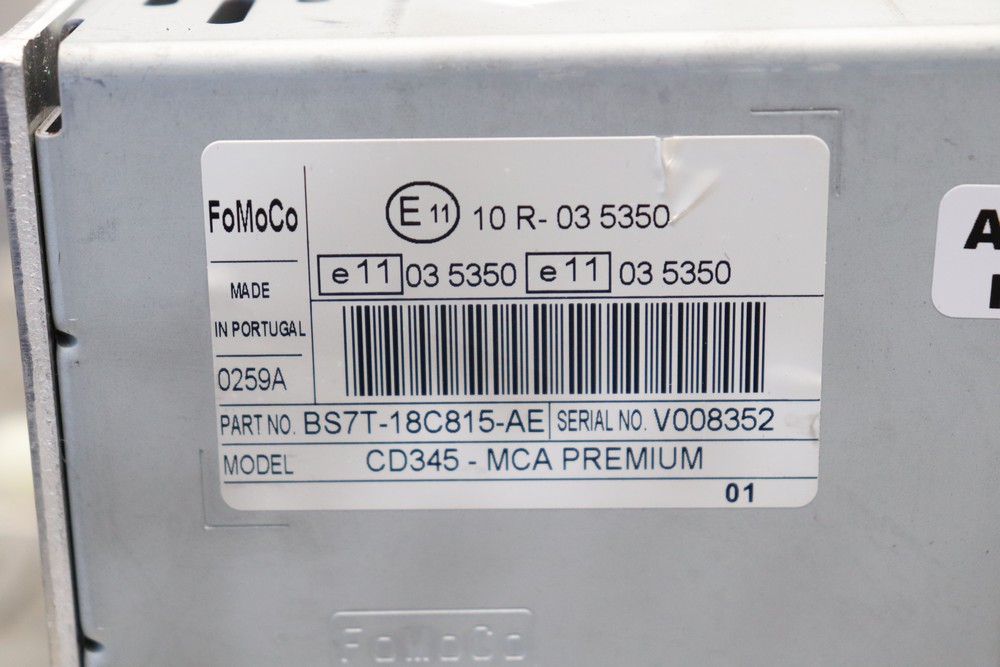 FoMoCo
MADE
IN PORTUGAL
0259A
E 11 10 R- 03 5350
e 11 03 5350 e 11 03 5350
PART NO. BS7T-18C815-AE SERIAL NO. V008352
MODEL CD345 - MCA PREMIUM
01
FoMoCo